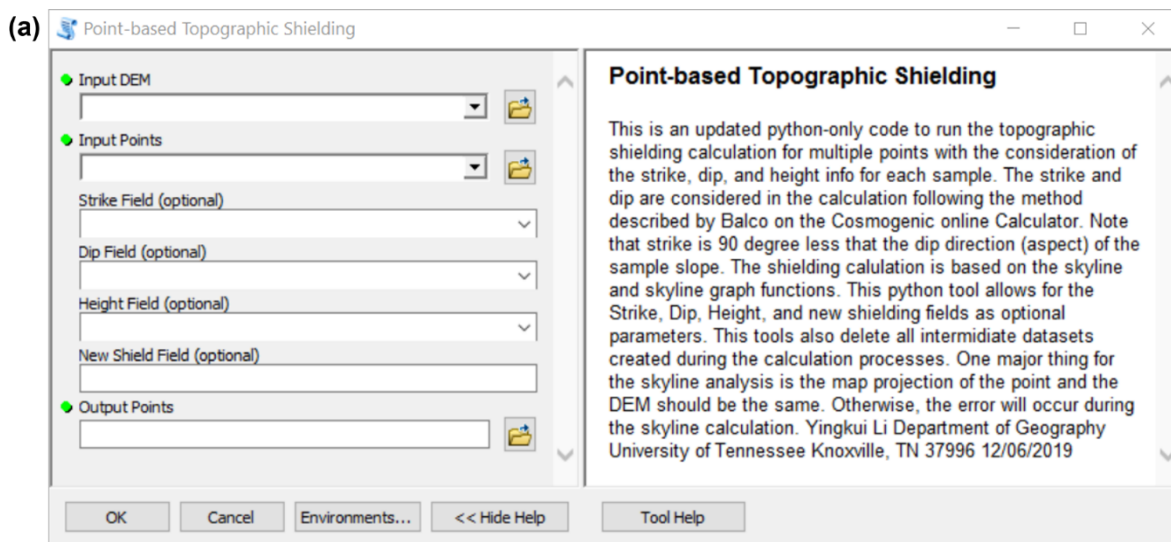 (a)
Point-based Topographic Shielding
Input DEM
Input Points
Strike Field (optional)
Dip Field (optional)
Height Field (optional)
New Shield Field (optional)
Output Points
Point-based Topographic Shielding
This is an updated python-only code to run the topographic
shielding calculation for multiple points with the consideration of
the strike, dip, and height info for each sample. The strike and
dip are considered in the calculation following the method
described by Balco on the Cosmogenic online Calculator. Note
that strike is 90 degree less that the dip direction (aspect) of the
sample slope. The shielding calulation is based on the skyline
and skyline graph functions. This python tool allows for the
Strike, Dip, Height, and new shielding fields as optional
parameters. This tools also delete all intermidiate datasets
created during the calculation processes. One major thing for
the skyline analysis is the map projection of the point and the
DEM should be the same. Otherwise, the error will occur during
the skyline calculation. Yingkui Li Department of Geography
University of Tennessee Knoxville, TN 37996 12/06/2019
OK
Cancel
Environments...
<< Hide Help
Tool Help